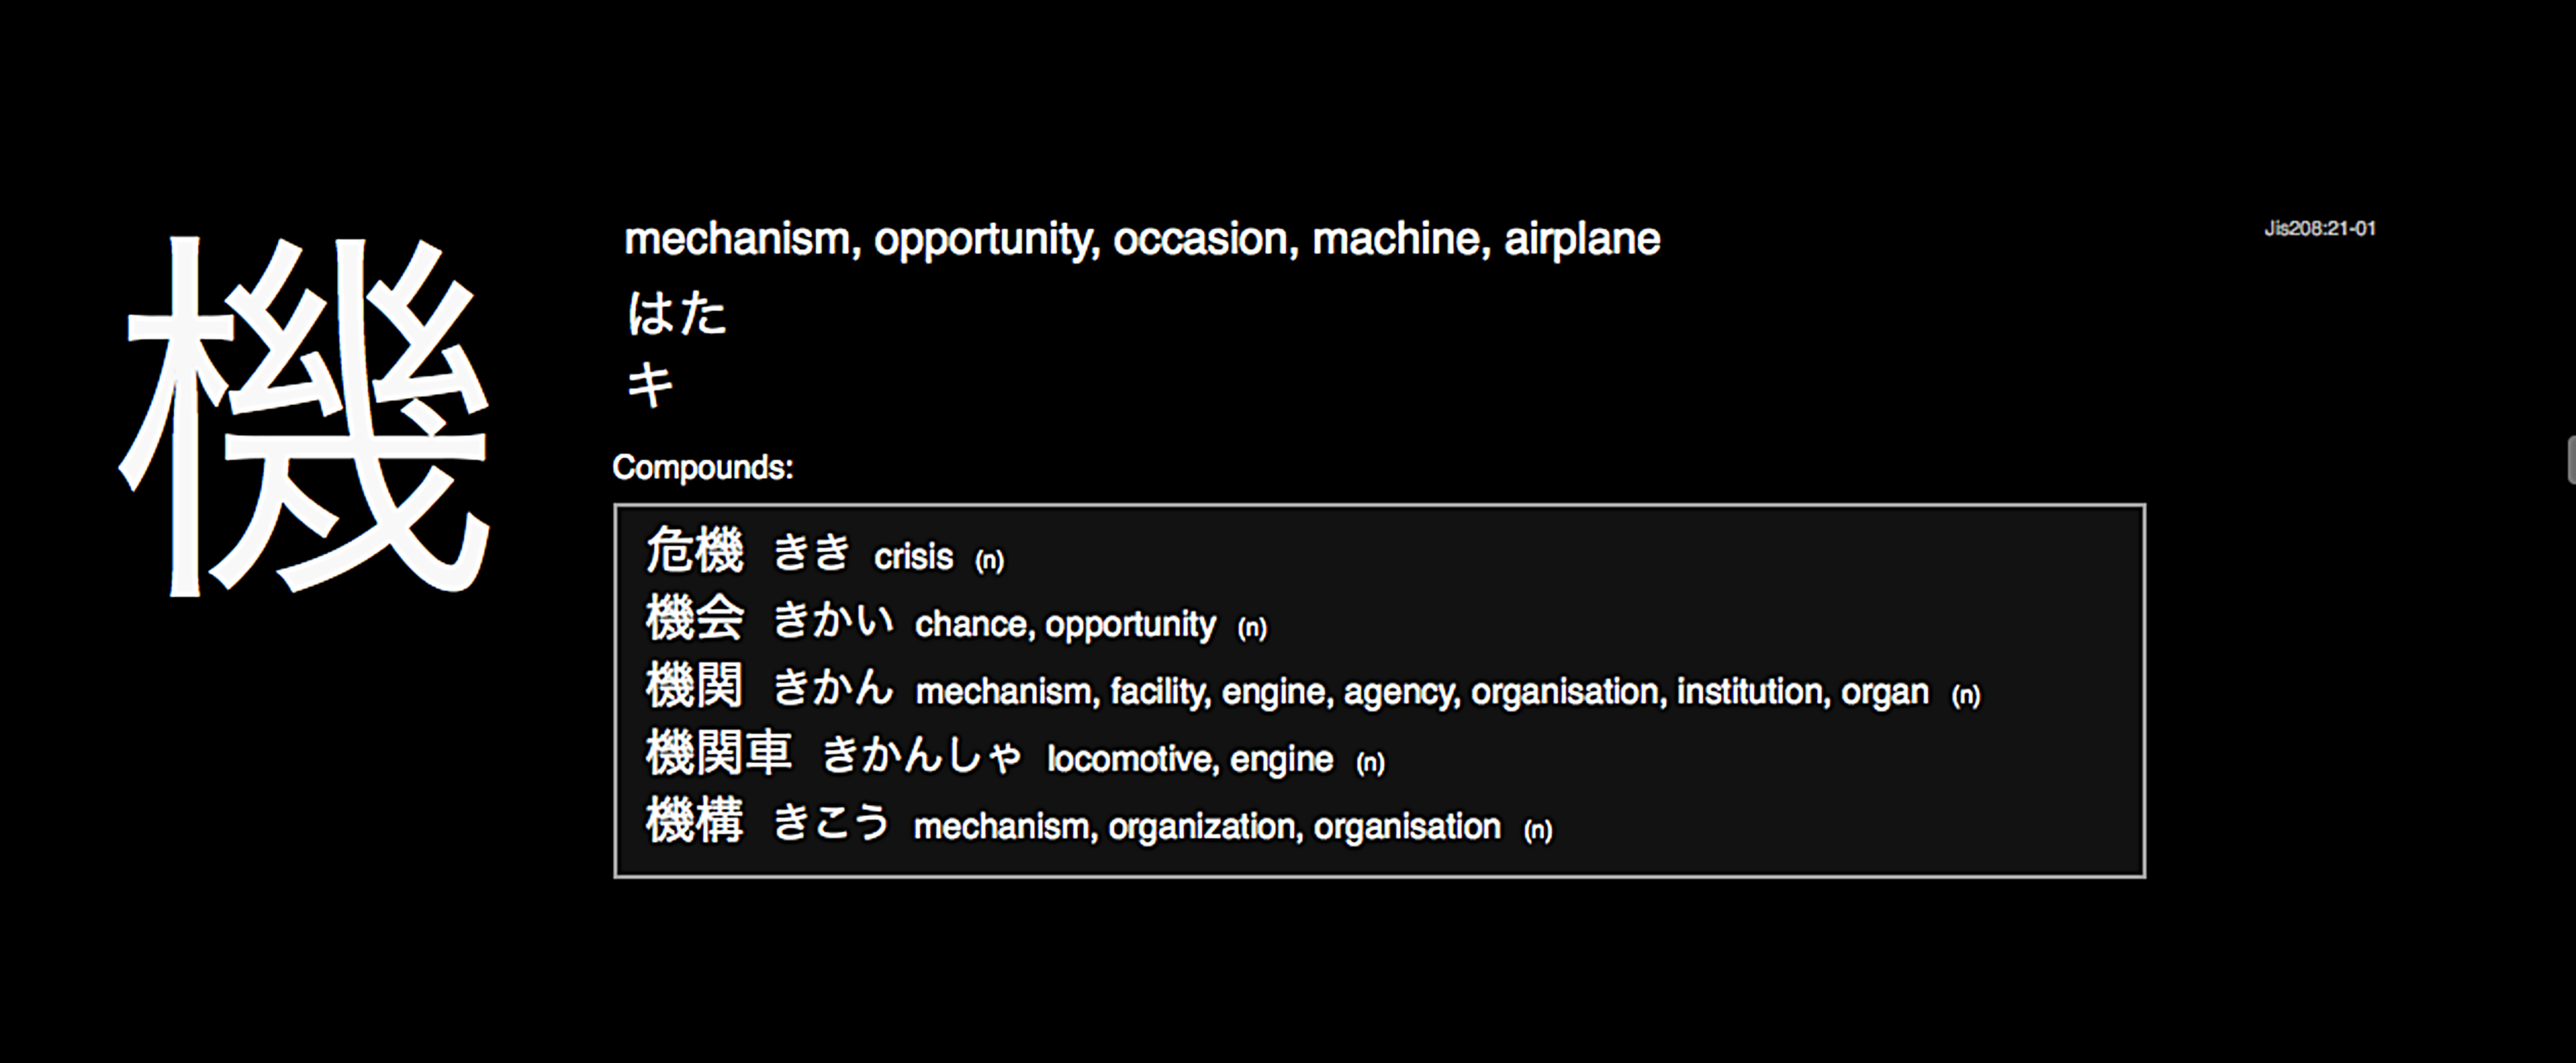 機
mechanism, opportunity, occasion, machine, airplane
Jis208:21-01
はた
キ
Compounds:
危機 きき crisis (n)
機会 きかい chance, opportunity (n)
機関 きかん mechanism, facility, engine, agency, organisation, institution, organ (n)
機関車 きかんしゃ locomotive, engine (n)
機構 きこう mechanism, organization, organisation (n)